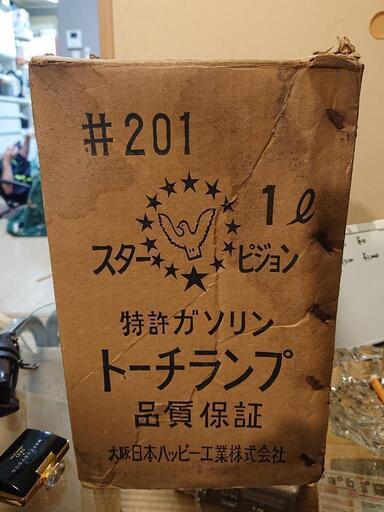 #201
1ℓ
スター ピジョン
特許ガソリン
トーチランプ
品質保証
大阪日本ハッピー工業株式会社